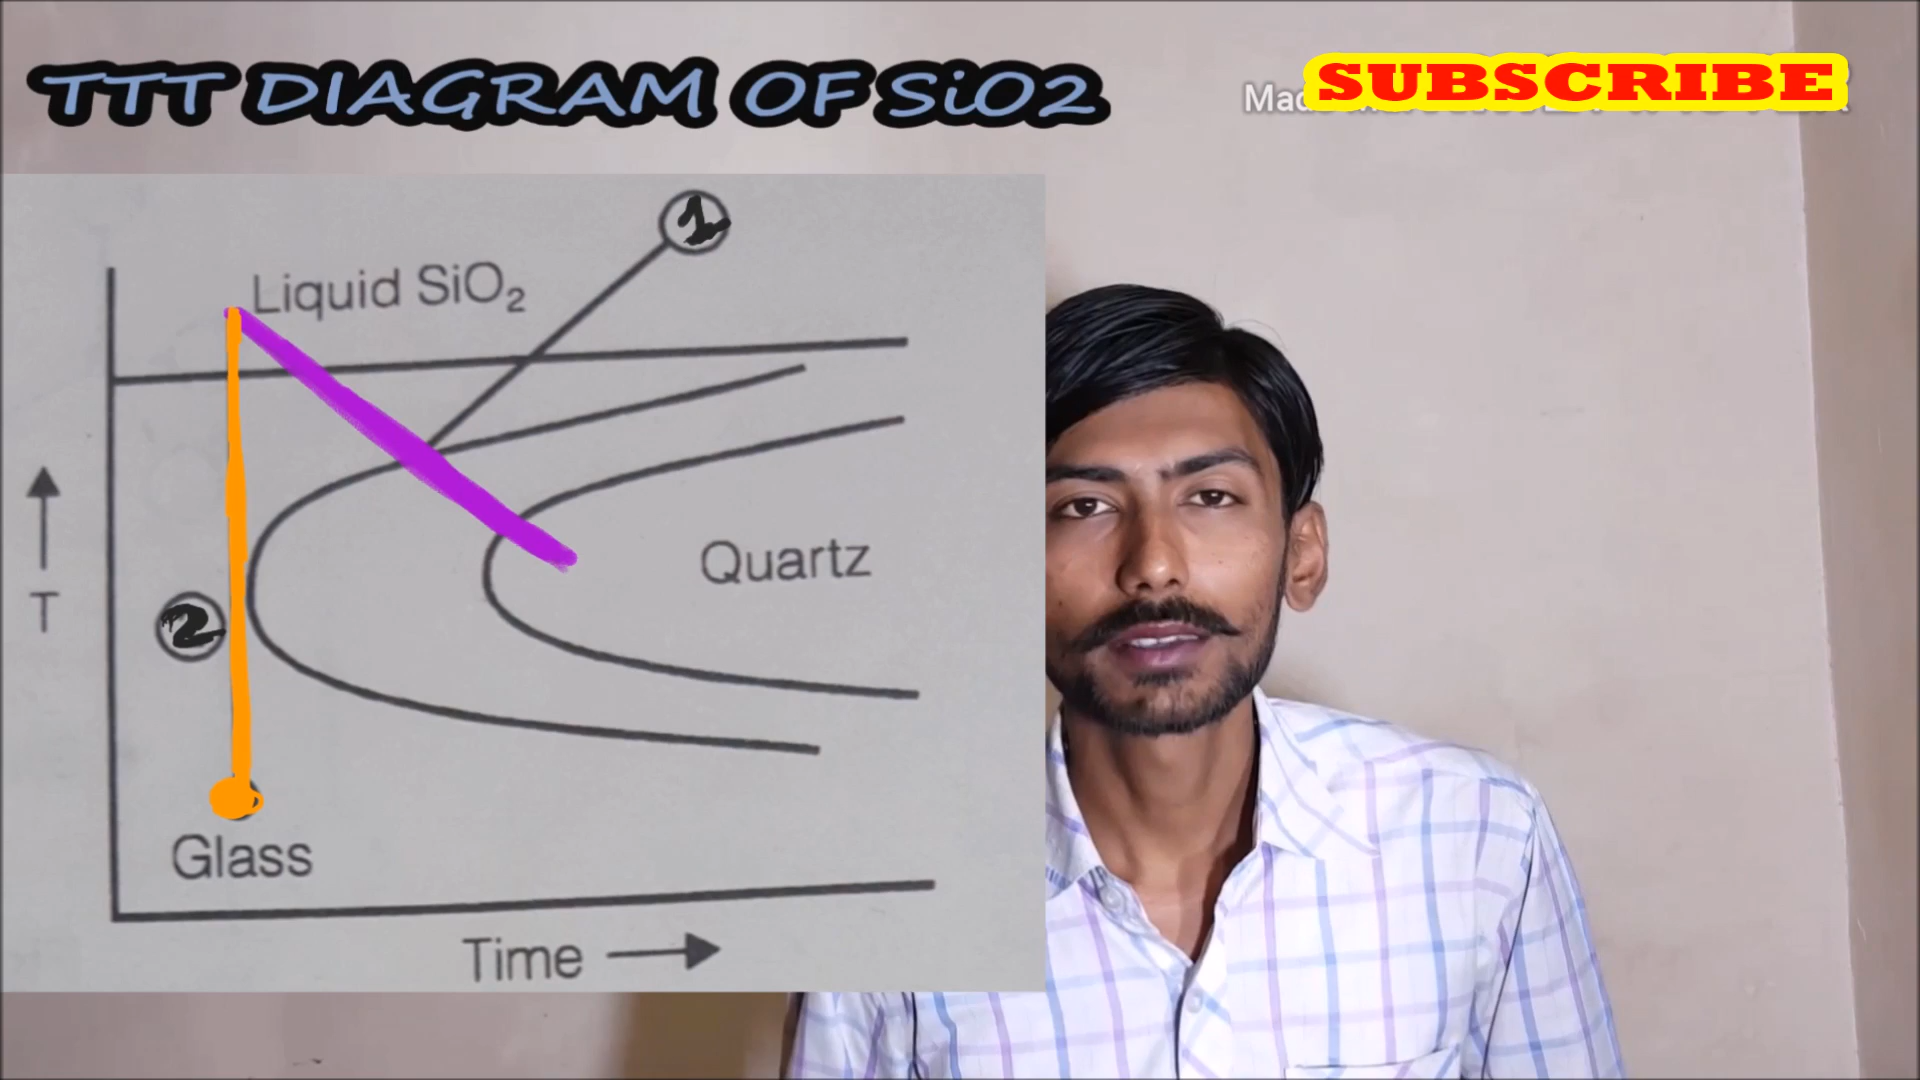 TTT DIAGRAM OF SiO2
SUBSCRIBE
1
Liquid SiO₂
T
2
Quartz
Glass
Time